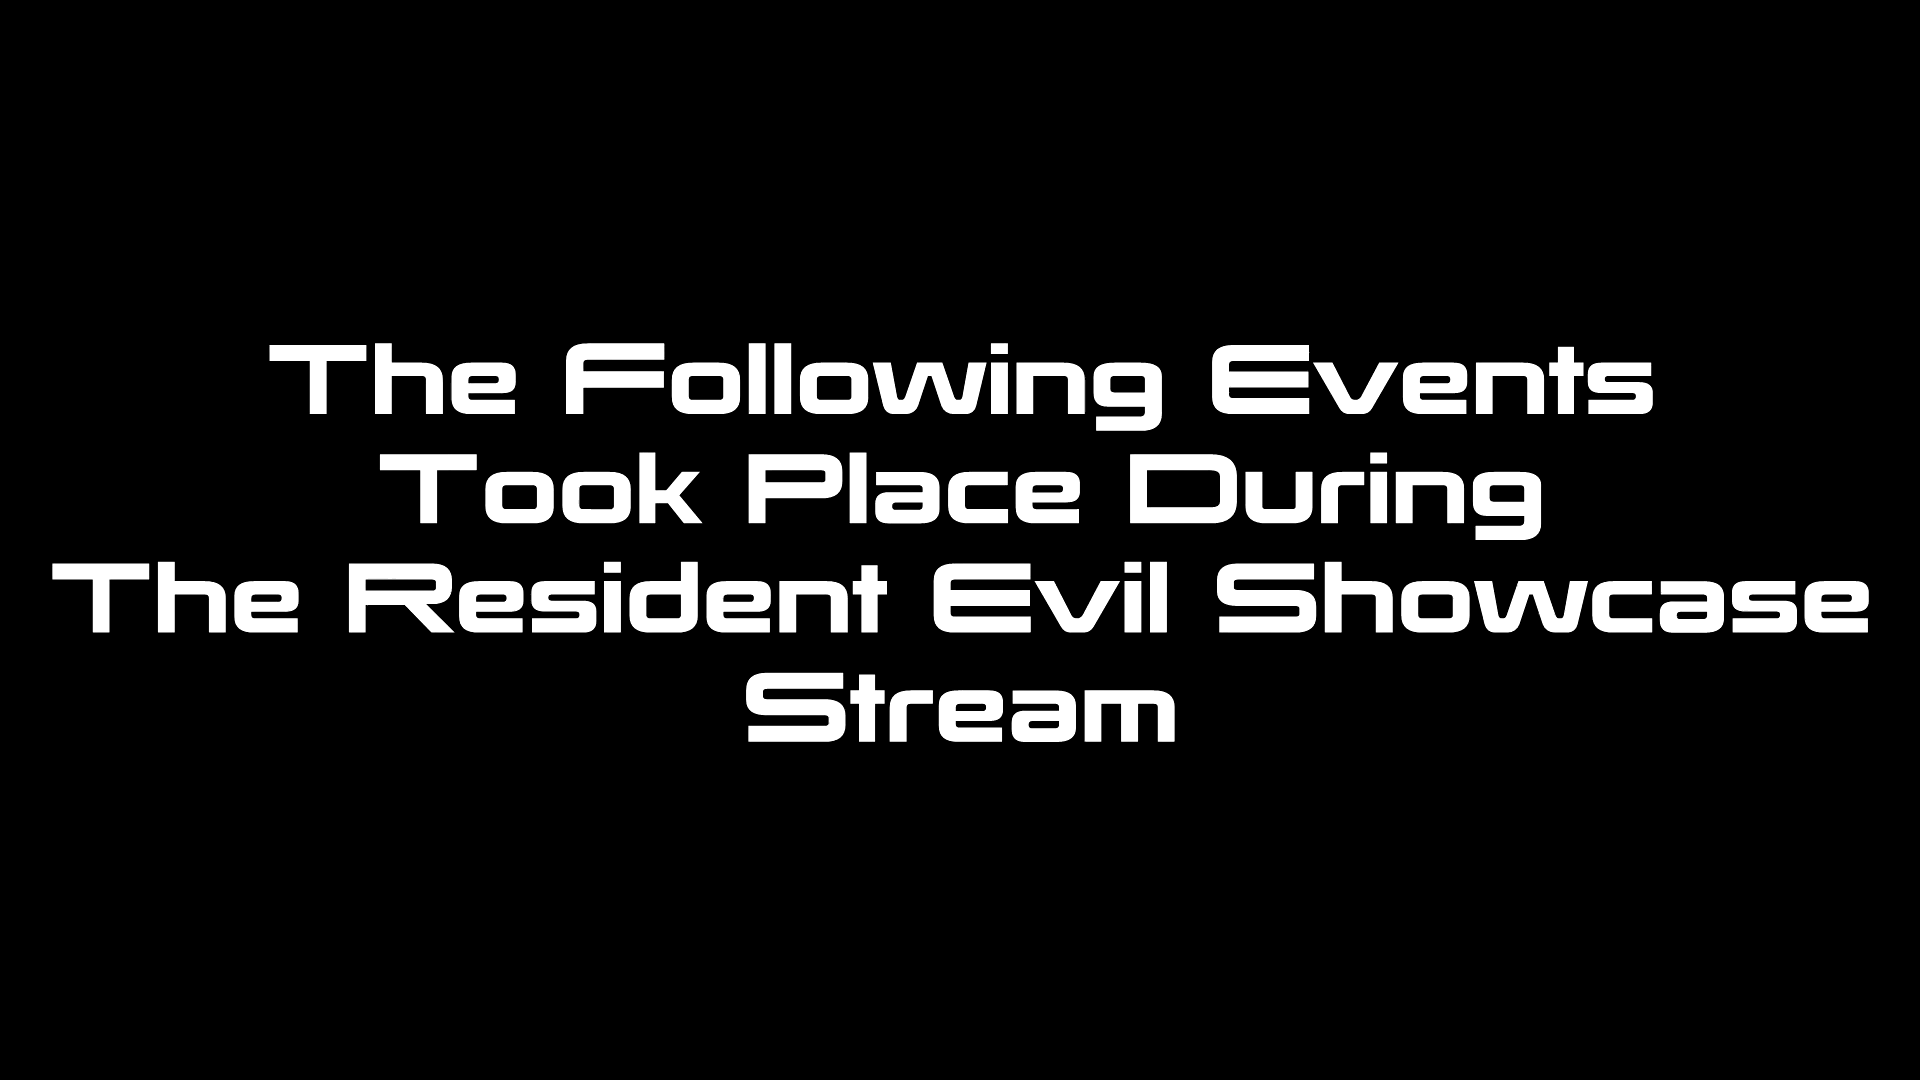 The Following Events
Took Place During
The Resident Evil Showcase
Stream